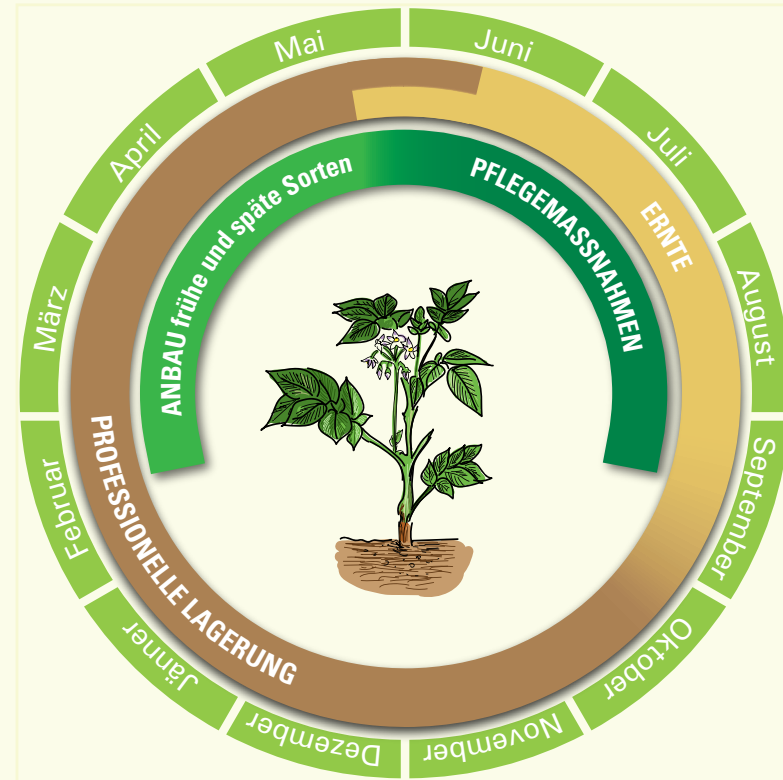 Jänner
Februar
März
April
Mai
Juni
Juli
August
September
Oktober
November
Dezember
PROFESSIONELLE LAGERUNG
ERNTE
ANBAU frühe und späte Sorten
PFLEGEMASSNAHMEN